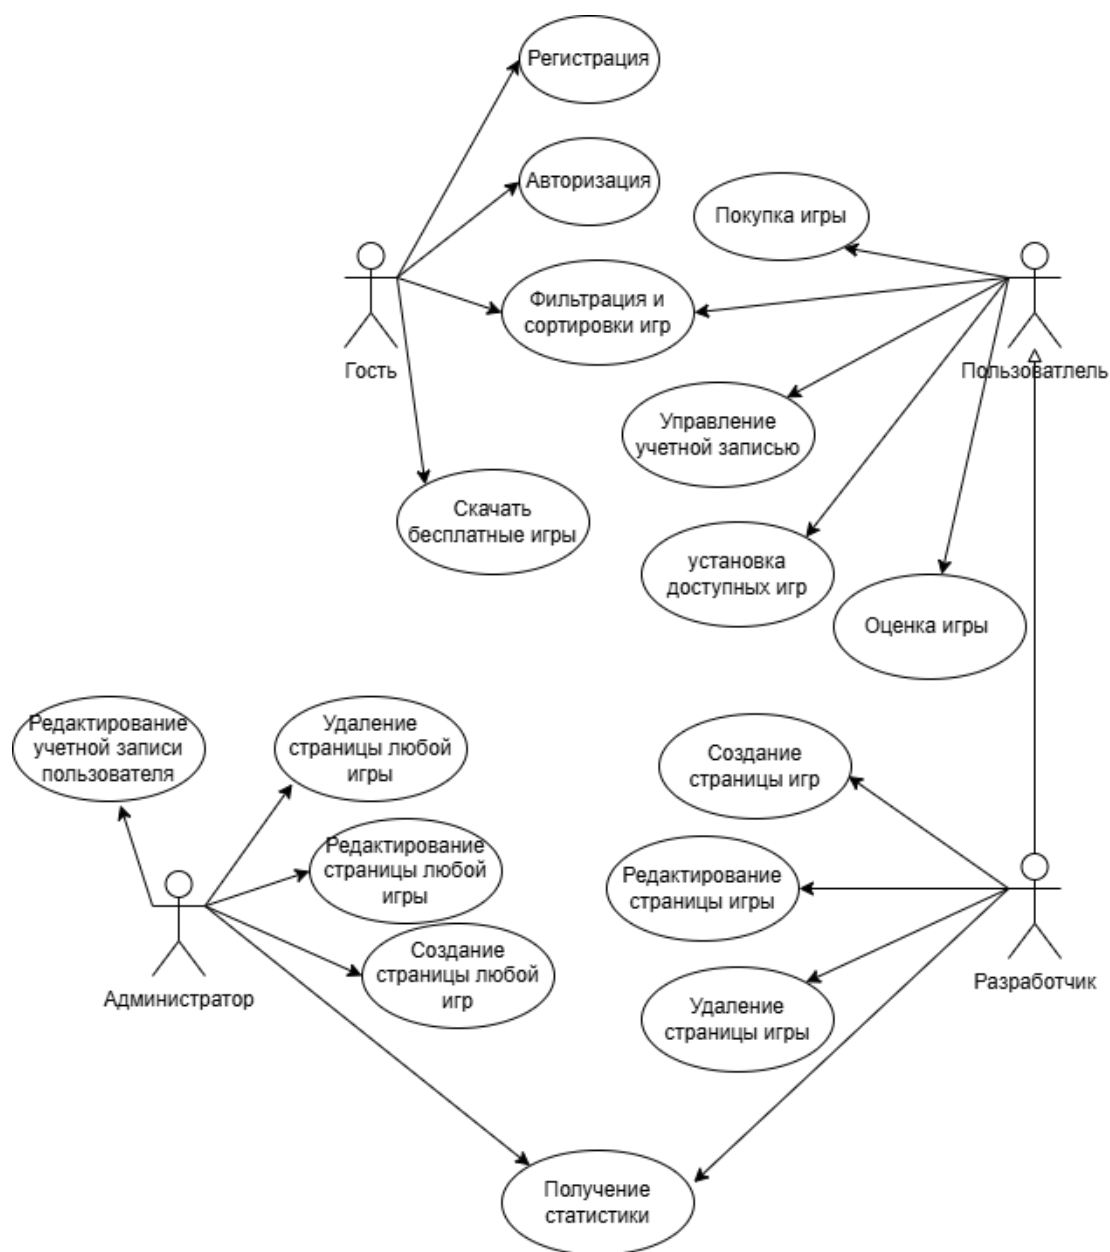 Регистрация
Авторизация
Покупка игры
Фильтрация и
сортировки игр
Гость
Пользоватлель
Управление
учетной записью
Скачать
бесплатные игры
установка
доступных игр
Оценка игры
Редактирование
учетной записи
пользователя
Удаление
страницы любой
игры
Создание
страницы игр
Редактирование
страницы любой
игры
Редактирование
страницы игры
Создание
страницы любой
игр
Администратор
Разработчик
Удаление
страницы игры
Получение
статистики